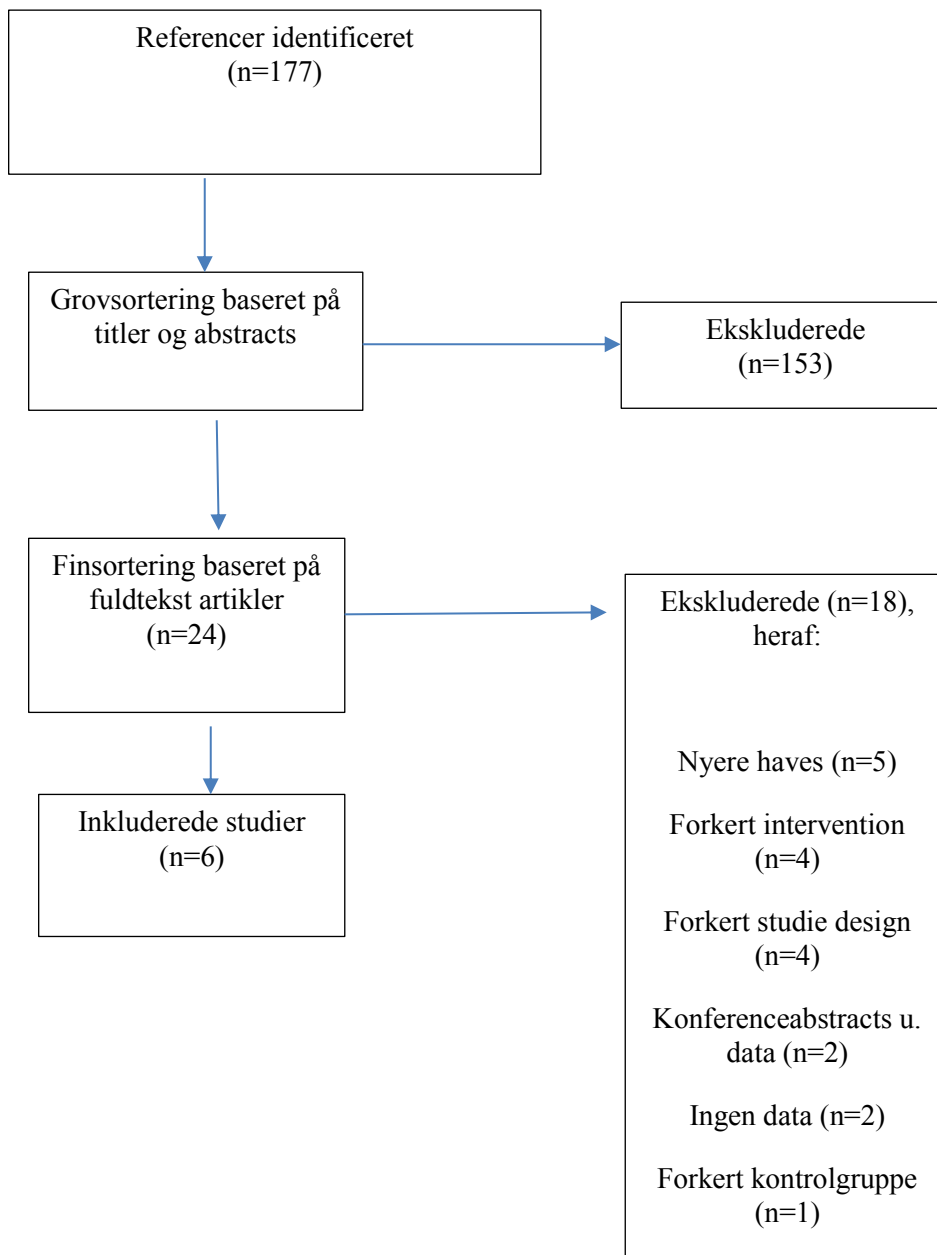 Referencer identificeret
(n=177)
Grovsortering baseret på
titler og abstracts
Ekskluderede
(n=153)
Finsortering baseret på
fuldtekst artikler
(n=24)
Ekskluderede (n=18),
heraf:
Nyere haves (n=5)
Forkert intervention
(n=4)
Forkert studie design
(n=4)
Konferenceabstracts u.
data (n=2)
Ingen data (n=2)
Forkert kontrolgruppe
(n=1)
Inkluderede studier
(n=6)